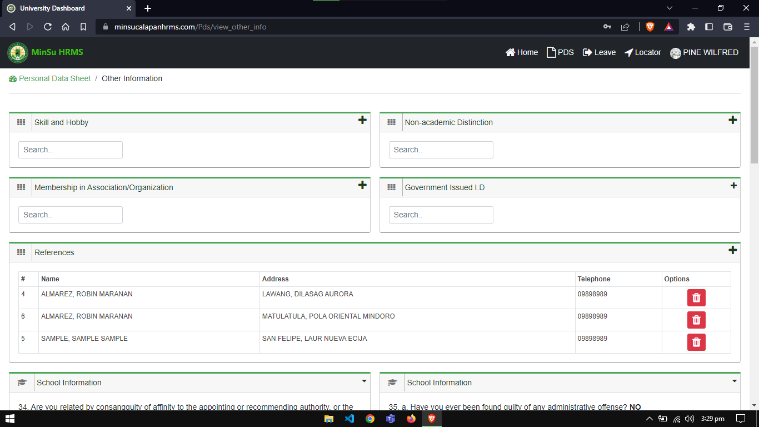 University Dashboard
minsucalapanhrms.com/Pds/view_other_info
MinSu HRMS
Home PDS Leave Locator PINE WILFRED
Personal Data Sheet / Other Information
Skill and Hobby
Search..
Non-academic Distinction
Search..
Membership in Association/Organization
Search..
Government Issued I.D
Search..
References
# Name Address Telephone Options
4 ALMAREZ, ROBIN MARANAN LAWANG, DILASAG AURORA 09898989
6 ALMAREZ, ROBIN MARANAN MATULATULA, POLA ORIENTAL MINDORO 09898989
5 SAMPLE, SAMPLE SAMPLE SAN FELIPE, LAUR NUEVA ECIJA 09898989
School Information
34. Are you related by consanguity of affinity to the appointing or recommending authority, or the
School Information
35. a. Have you ever been found guity of any administrative offense? NO
3:29 pm